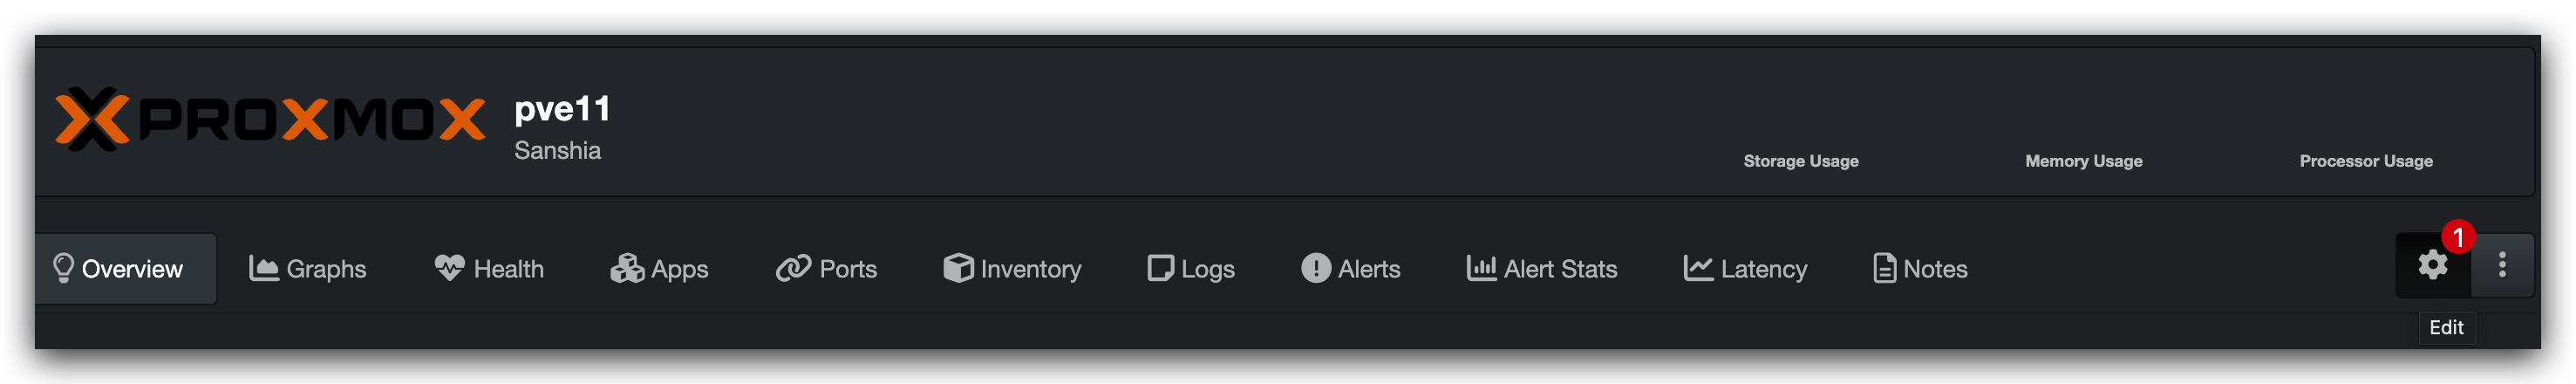 PROXMOX
pve11
Sanshia
Storage Usage Memory Usage Processor Usage
Overview Graphs Health Apps Ports Inventory Logs Alerts Alert Stats Latency Notes 1
Edit